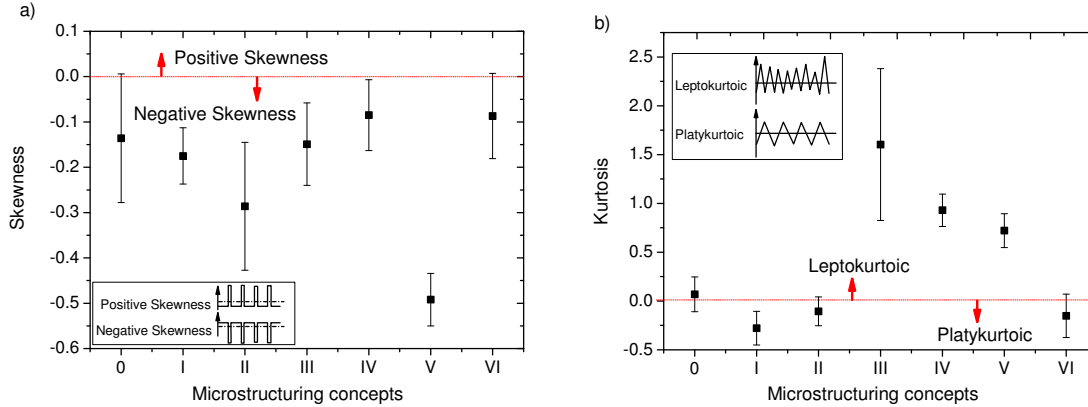 a)
0.1
0.0
-0.1
-0.2
-0.3
-0.4
-0.5
-0.6
Skewness
Positive Skewness
Negative Skewness
Positive Skewness
Negative Skewness
0 I II III IV V VI
Microstructuring concepts
b)
2.5
2.0
1.5
1.0
0.5
0.0
-0.5
Kurtosis
Leptokurtoic
Platykurtoic
Leptokurtoic
Platykurtoic
0 I II III IV V VI
Microstructuring concepts